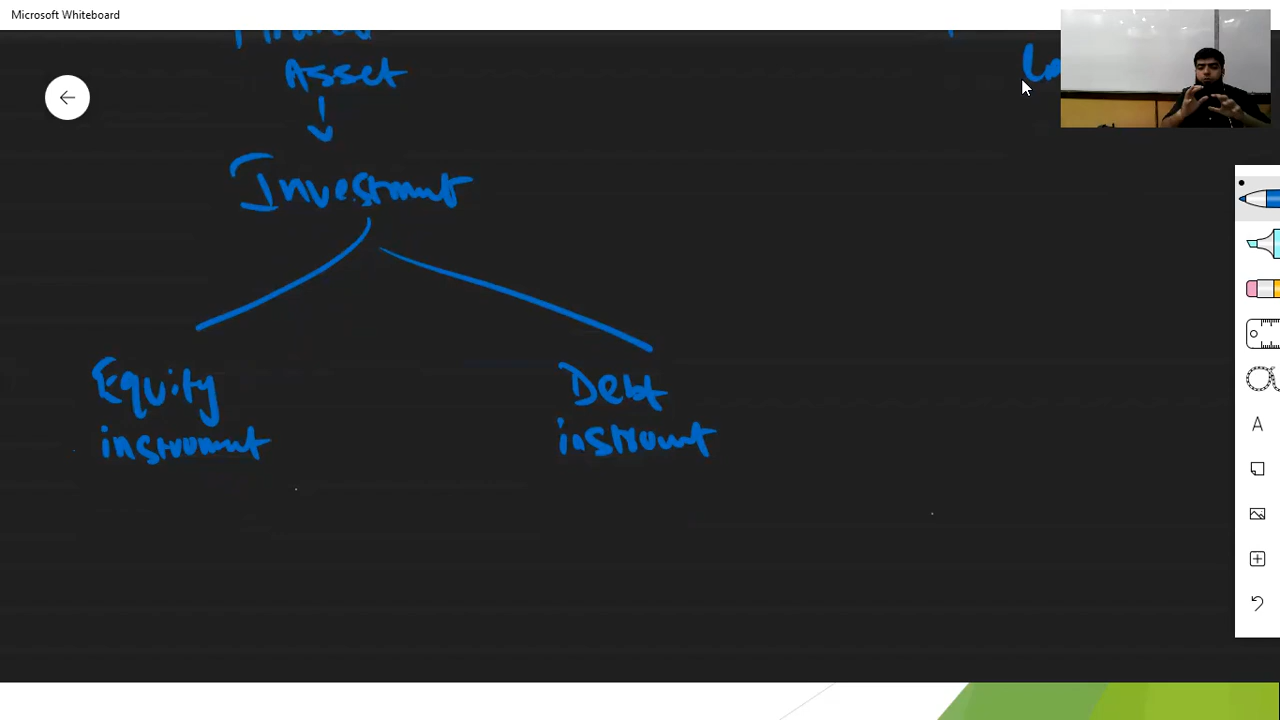 Microsoft Whiteboard
Asset
Investment
Equity
instrument
Debt
instrument
A